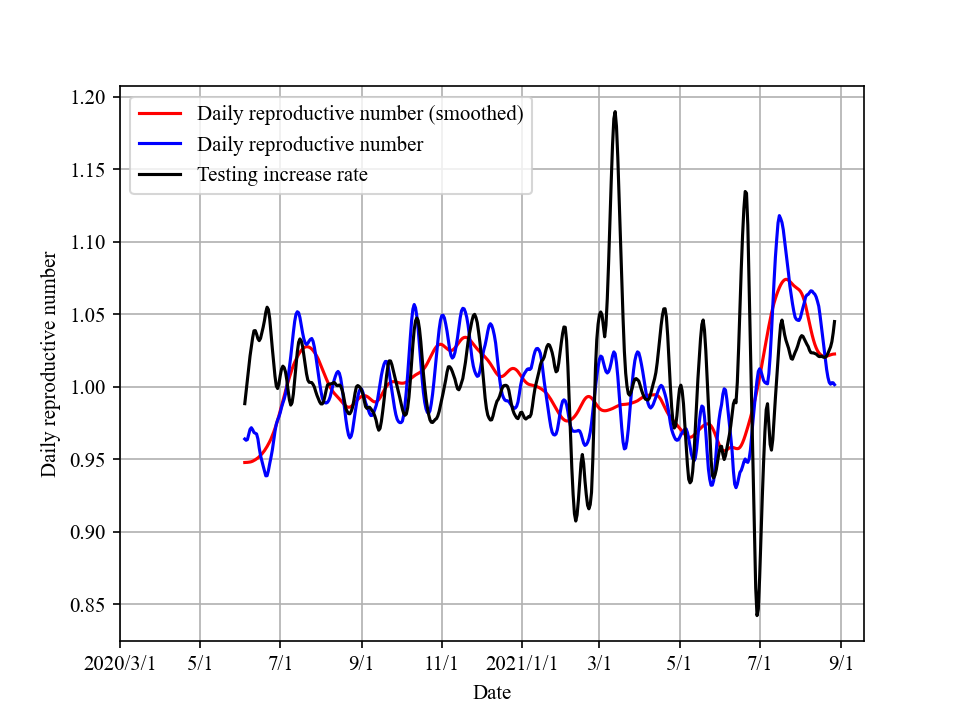 Daily reproductive number (smoothed)
Daily reproductive number
Testing increase rate
Daily reproductive number
1.20
1.15
1.10
1.05
1.00
0.95
0.90
0.85
2020/3/1 5/1 7/1 9/1 11/1 2021/1/1 3/1 5/1 7/1 9/1
Date